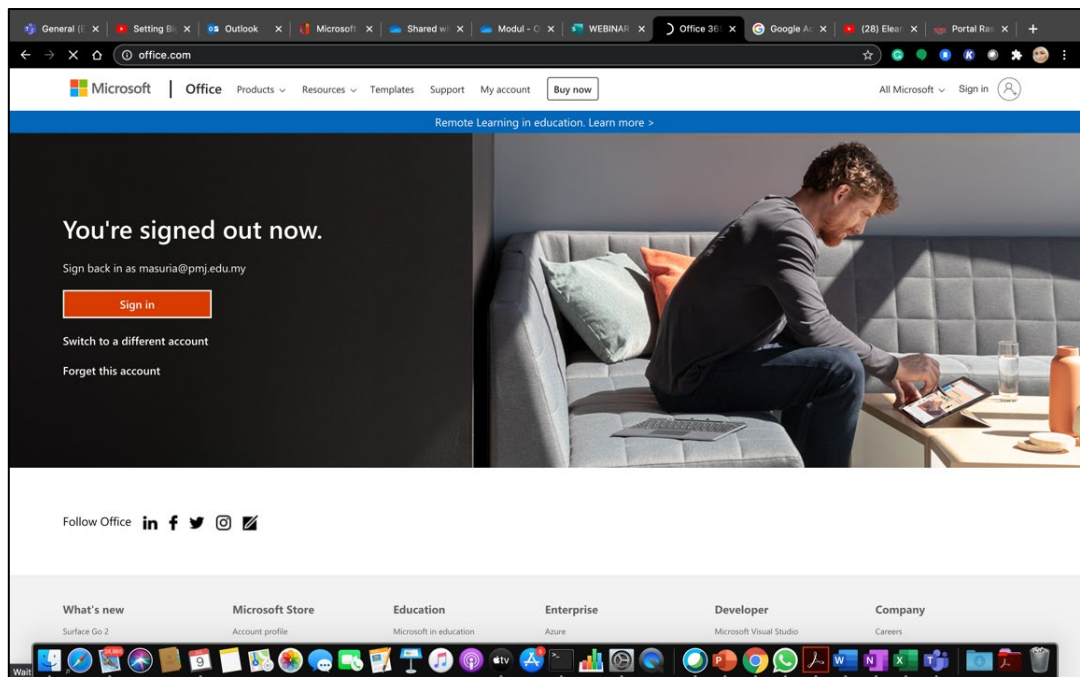 General (E
Setting Bi
Outlook
Microsoft
Shared wi
Modul - O
WEBINAR
Office 365
Google Ac
(28) Elear
Portal Ras
office.com
Microsoft
Office
Products
Resources
Templates
Support
My account
Buy now
All Microsoft
Sign in
Remote Learning in education. Learn more >
You're signed out now.
Sign back in as masuria@pmj.edu.my
Sign in
Switch to a different account
Forget this account
Follow Office
What's new
Microsoft Store
Education
Enterprise
Developer
Company
Surface Go 2
Account profile
Microsoft in education
Azure
Microsoft Visual Studio
Careers
Wait
9
tv